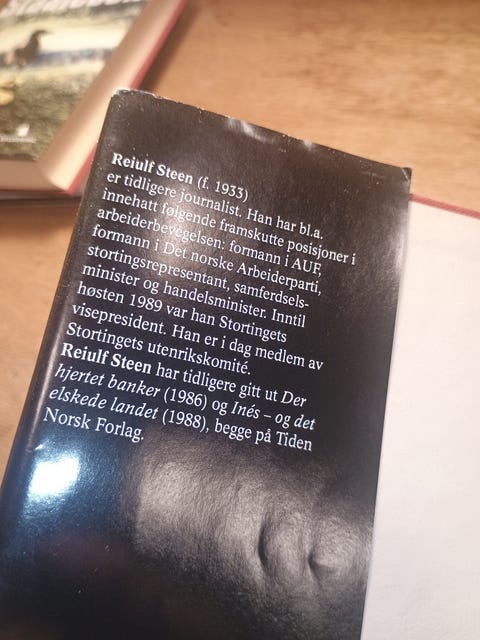 Reiulf Steen (f. 1933)
er tidligere journalist. Han har bl.a.
innehatt følgende framskutte posisjoner i
arbeiderbevegelsen: formann i AUF,
formann i Det norske Arbeiderparti,
stortingsrepresentant, samferdsels-
minister og handelsminister. Inntil
høsten 1989 var han Stortingets
visepresident. Han er i dag medlem av
Stortingets utenrikskomité.
Reiulf Steen har tidligere gitt ut Der
hjertet banker (1986) og Inés – og det
elskede landet (1988), begge på Tiden
Norsk Forlag.